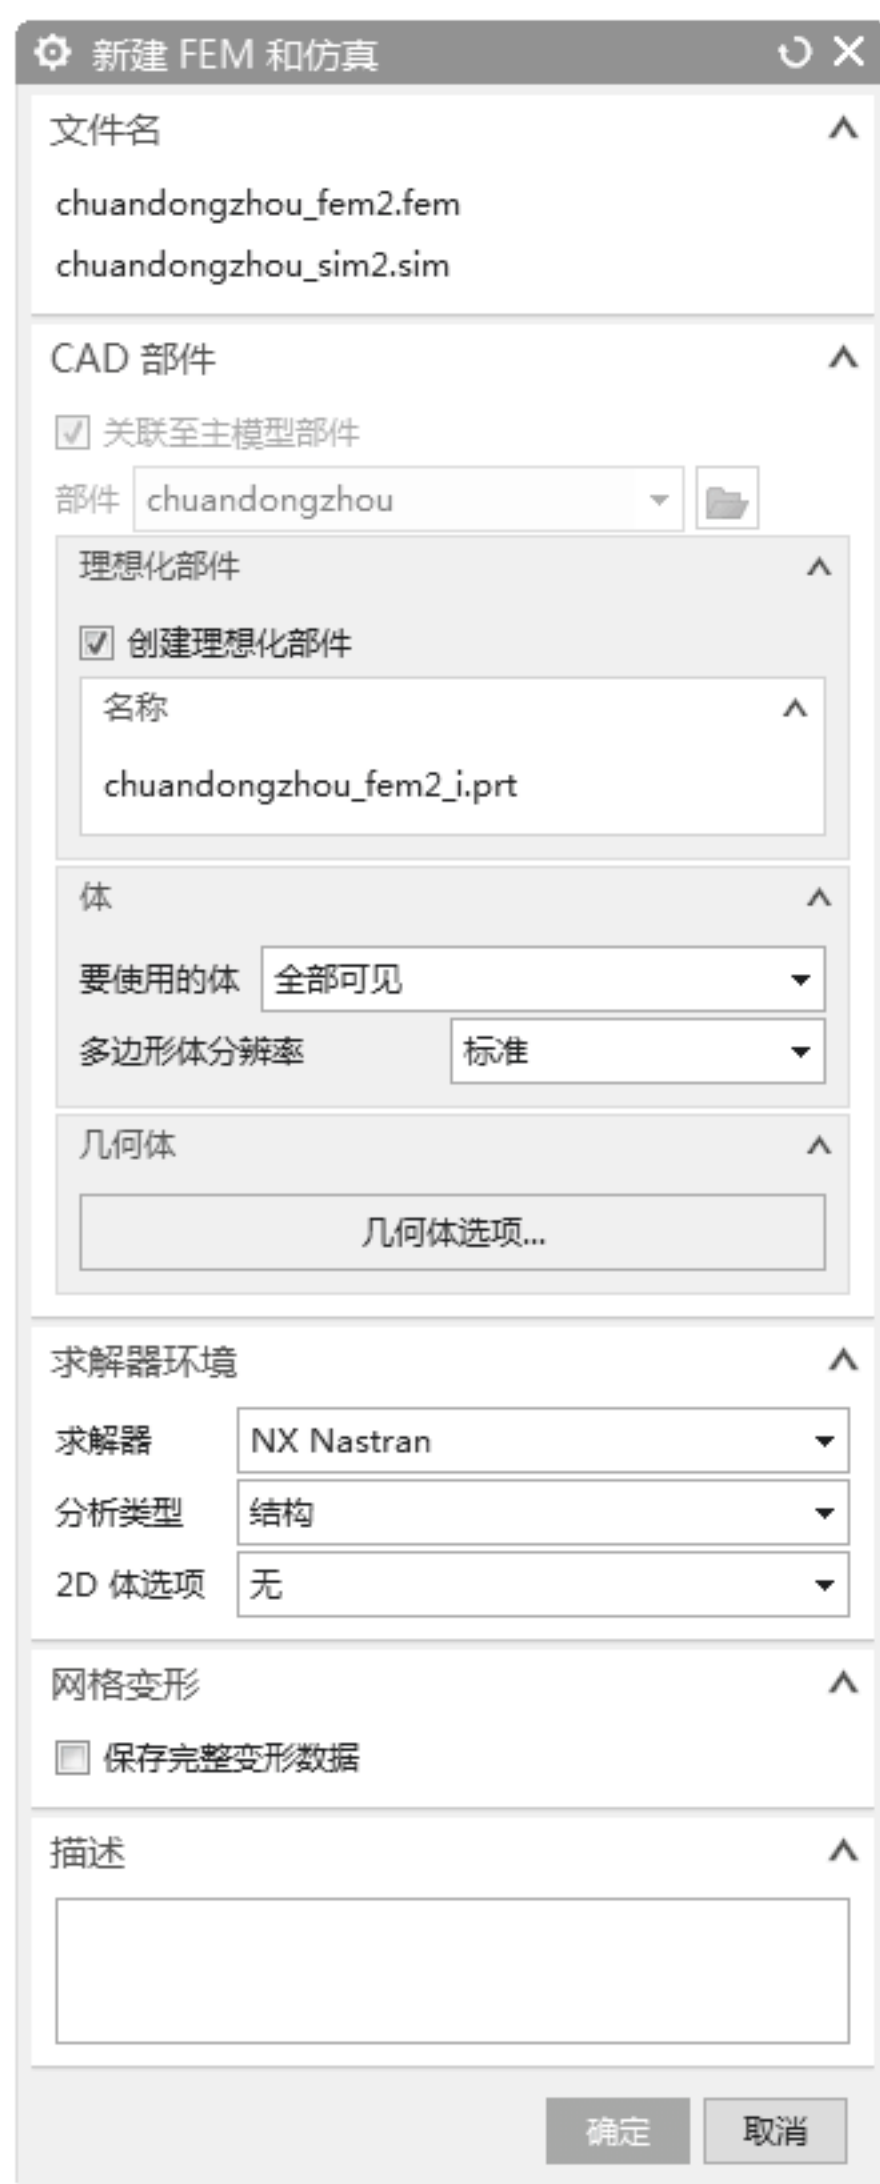 新建 FEM 和仿真
文件名
chuandongzhou_fem2.fem
chuandongzhou_sim2.sim
CAD 部件
关联至主模型部件
部件 chuandongzhou
理想化部件
创建理想化部件
名称
chuandongzhou_fem2_i.prt
体
要使用的体 全部可见
多边形体分辨率 标准
几何体
几何体选项...
求解器环境
求解器 NX Nastran
分析类型 结构
2D 体选项 无
网格变形
保存完整变形数据
描述
确定 取消